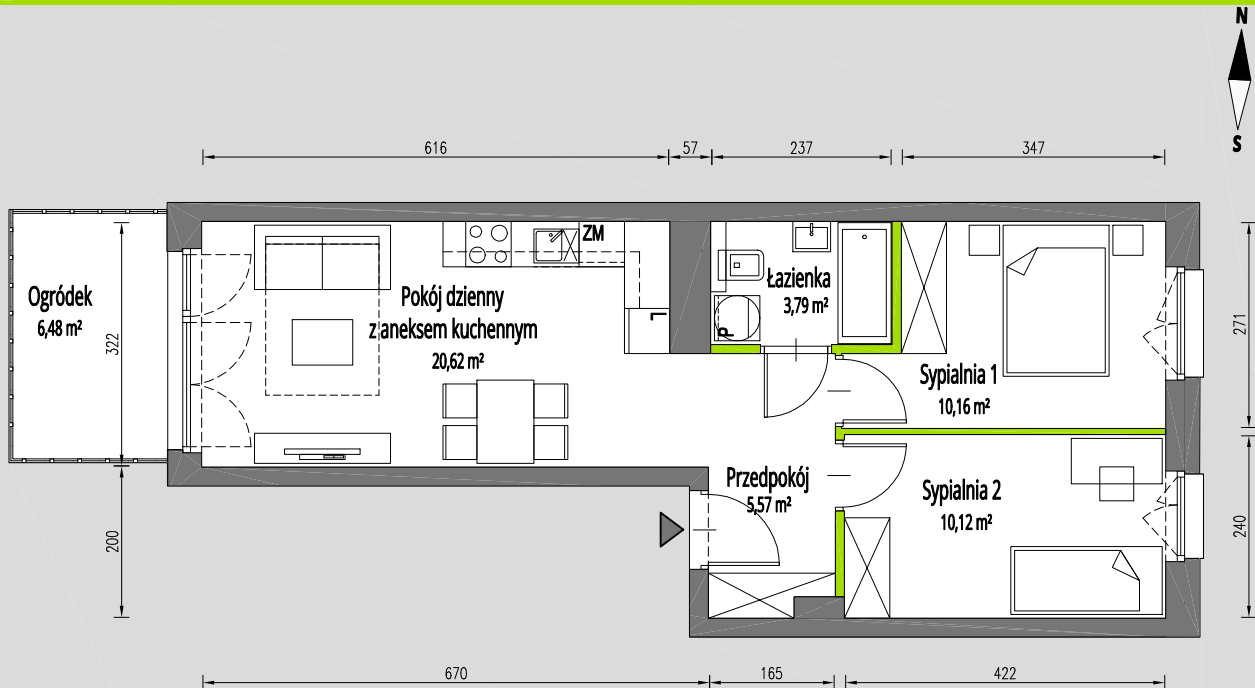 N
S
616
57
237
347
ZM
Ogródek
6,48 m²
322
Pokój dzienny
z aneksem kuchennym
20,62 m²
L
Łazienka
3,79 m²
P
271
Sypialnia 1
10,16 m²
Przedpokój
5,57 m²
Sypialnia 2
10,12 m²
200
240
670
165
422